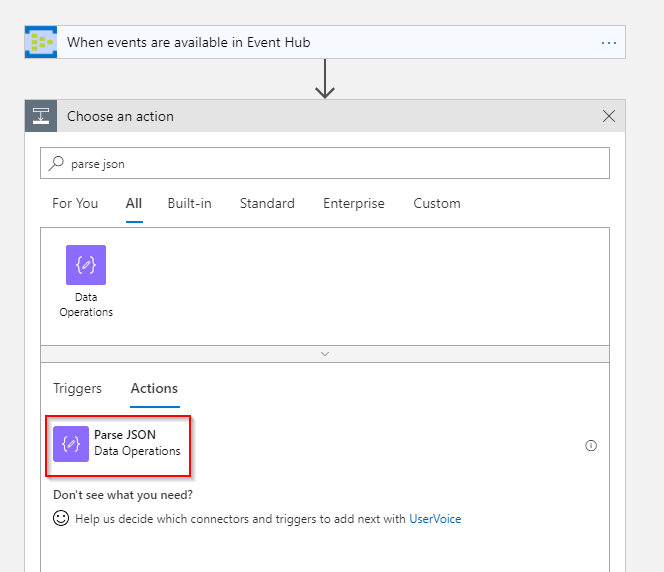 When events are available in Event Hub
Choose an action
parse json
For You All Built-in Standard Enterprise Custom
Data
Operations
Triggers Actions
Parse JSON
Data Operations
Don't see what you need?
Help us decide which connectors and triggers to add next with UserVoice